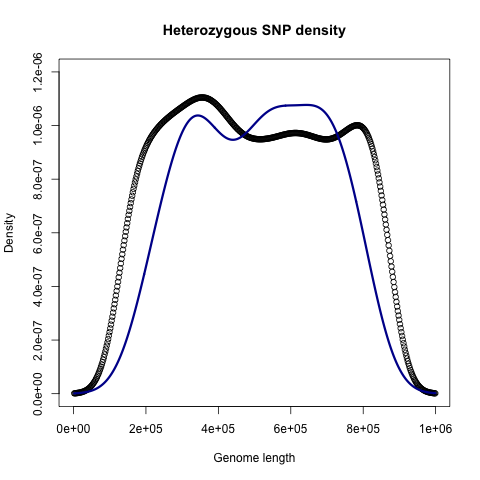 Heterozygous SNP density
Density
0.0e+00 2.0e-07 4.0e-07 6.0e-07 8.0e-07 1.0e-06 1.2e-06
0e+00 2e+05 4e+05 6e+05 8e+05 1e+06
Genome length